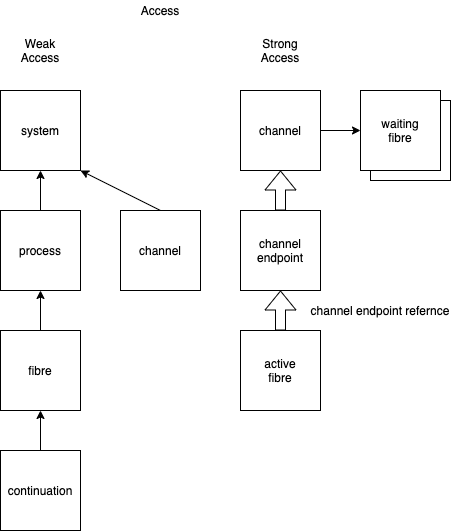 Access
Weak
Access
Strong
Access
system
channel
waiting
fibre
process
channel
channel
endpoint
channel endpoint refernce
fibre
active
fibre
continuation